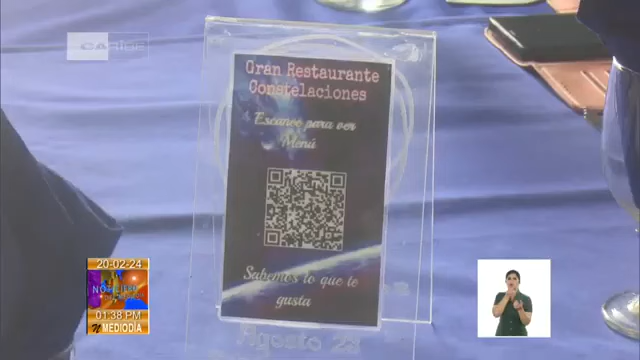 CARIBE
Gran Restaurante
Constelaciones
Escanee para ver
Menú
Sabemos lo que te
gusta
Agosto 23
20-02-24
01:38 PM
MEDIODÍA